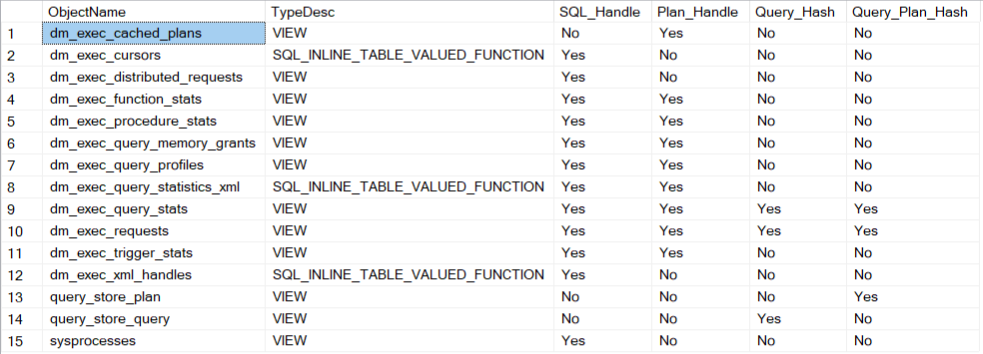 ObjectName TypeDesc SQL_Handle Plan_Handle Query_Hash Query_Plan_Hash
1 dm_exec_cached_plans VIEW No Yes No No
2 dm_exec_cursors SQL_INLINE_TABLE_VALUED_FUNCTION Yes No No No
3 dm_exec_distributed_requests VIEW Yes No No No
4 dm_exec_function_stats VIEW Yes Yes No No
5 dm_exec_procedure_stats VIEW Yes Yes No No
6 dm_exec_query_memory_grants VIEW Yes Yes No No
7 dm_exec_query_profiles VIEW Yes Yes No No
8 dm_exec_query_statistics_xml SQL_INLINE_TABLE_VALUED_FUNCTION Yes Yes No No
9 dm_exec_query_stats VIEW Yes Yes Yes Yes
10 dm_exec_requests VIEW Yes Yes Yes Yes
11 dm_exec_trigger_stats VIEW Yes Yes No No
12 dm_exec_xml_handles SQL_INLINE_TABLE_VALUED_FUNCTION Yes No No No
13 query_store_plan VIEW No No No Yes
14 query_store_query VIEW No No Yes No
15 sysprocesses VIEW Yes No No No